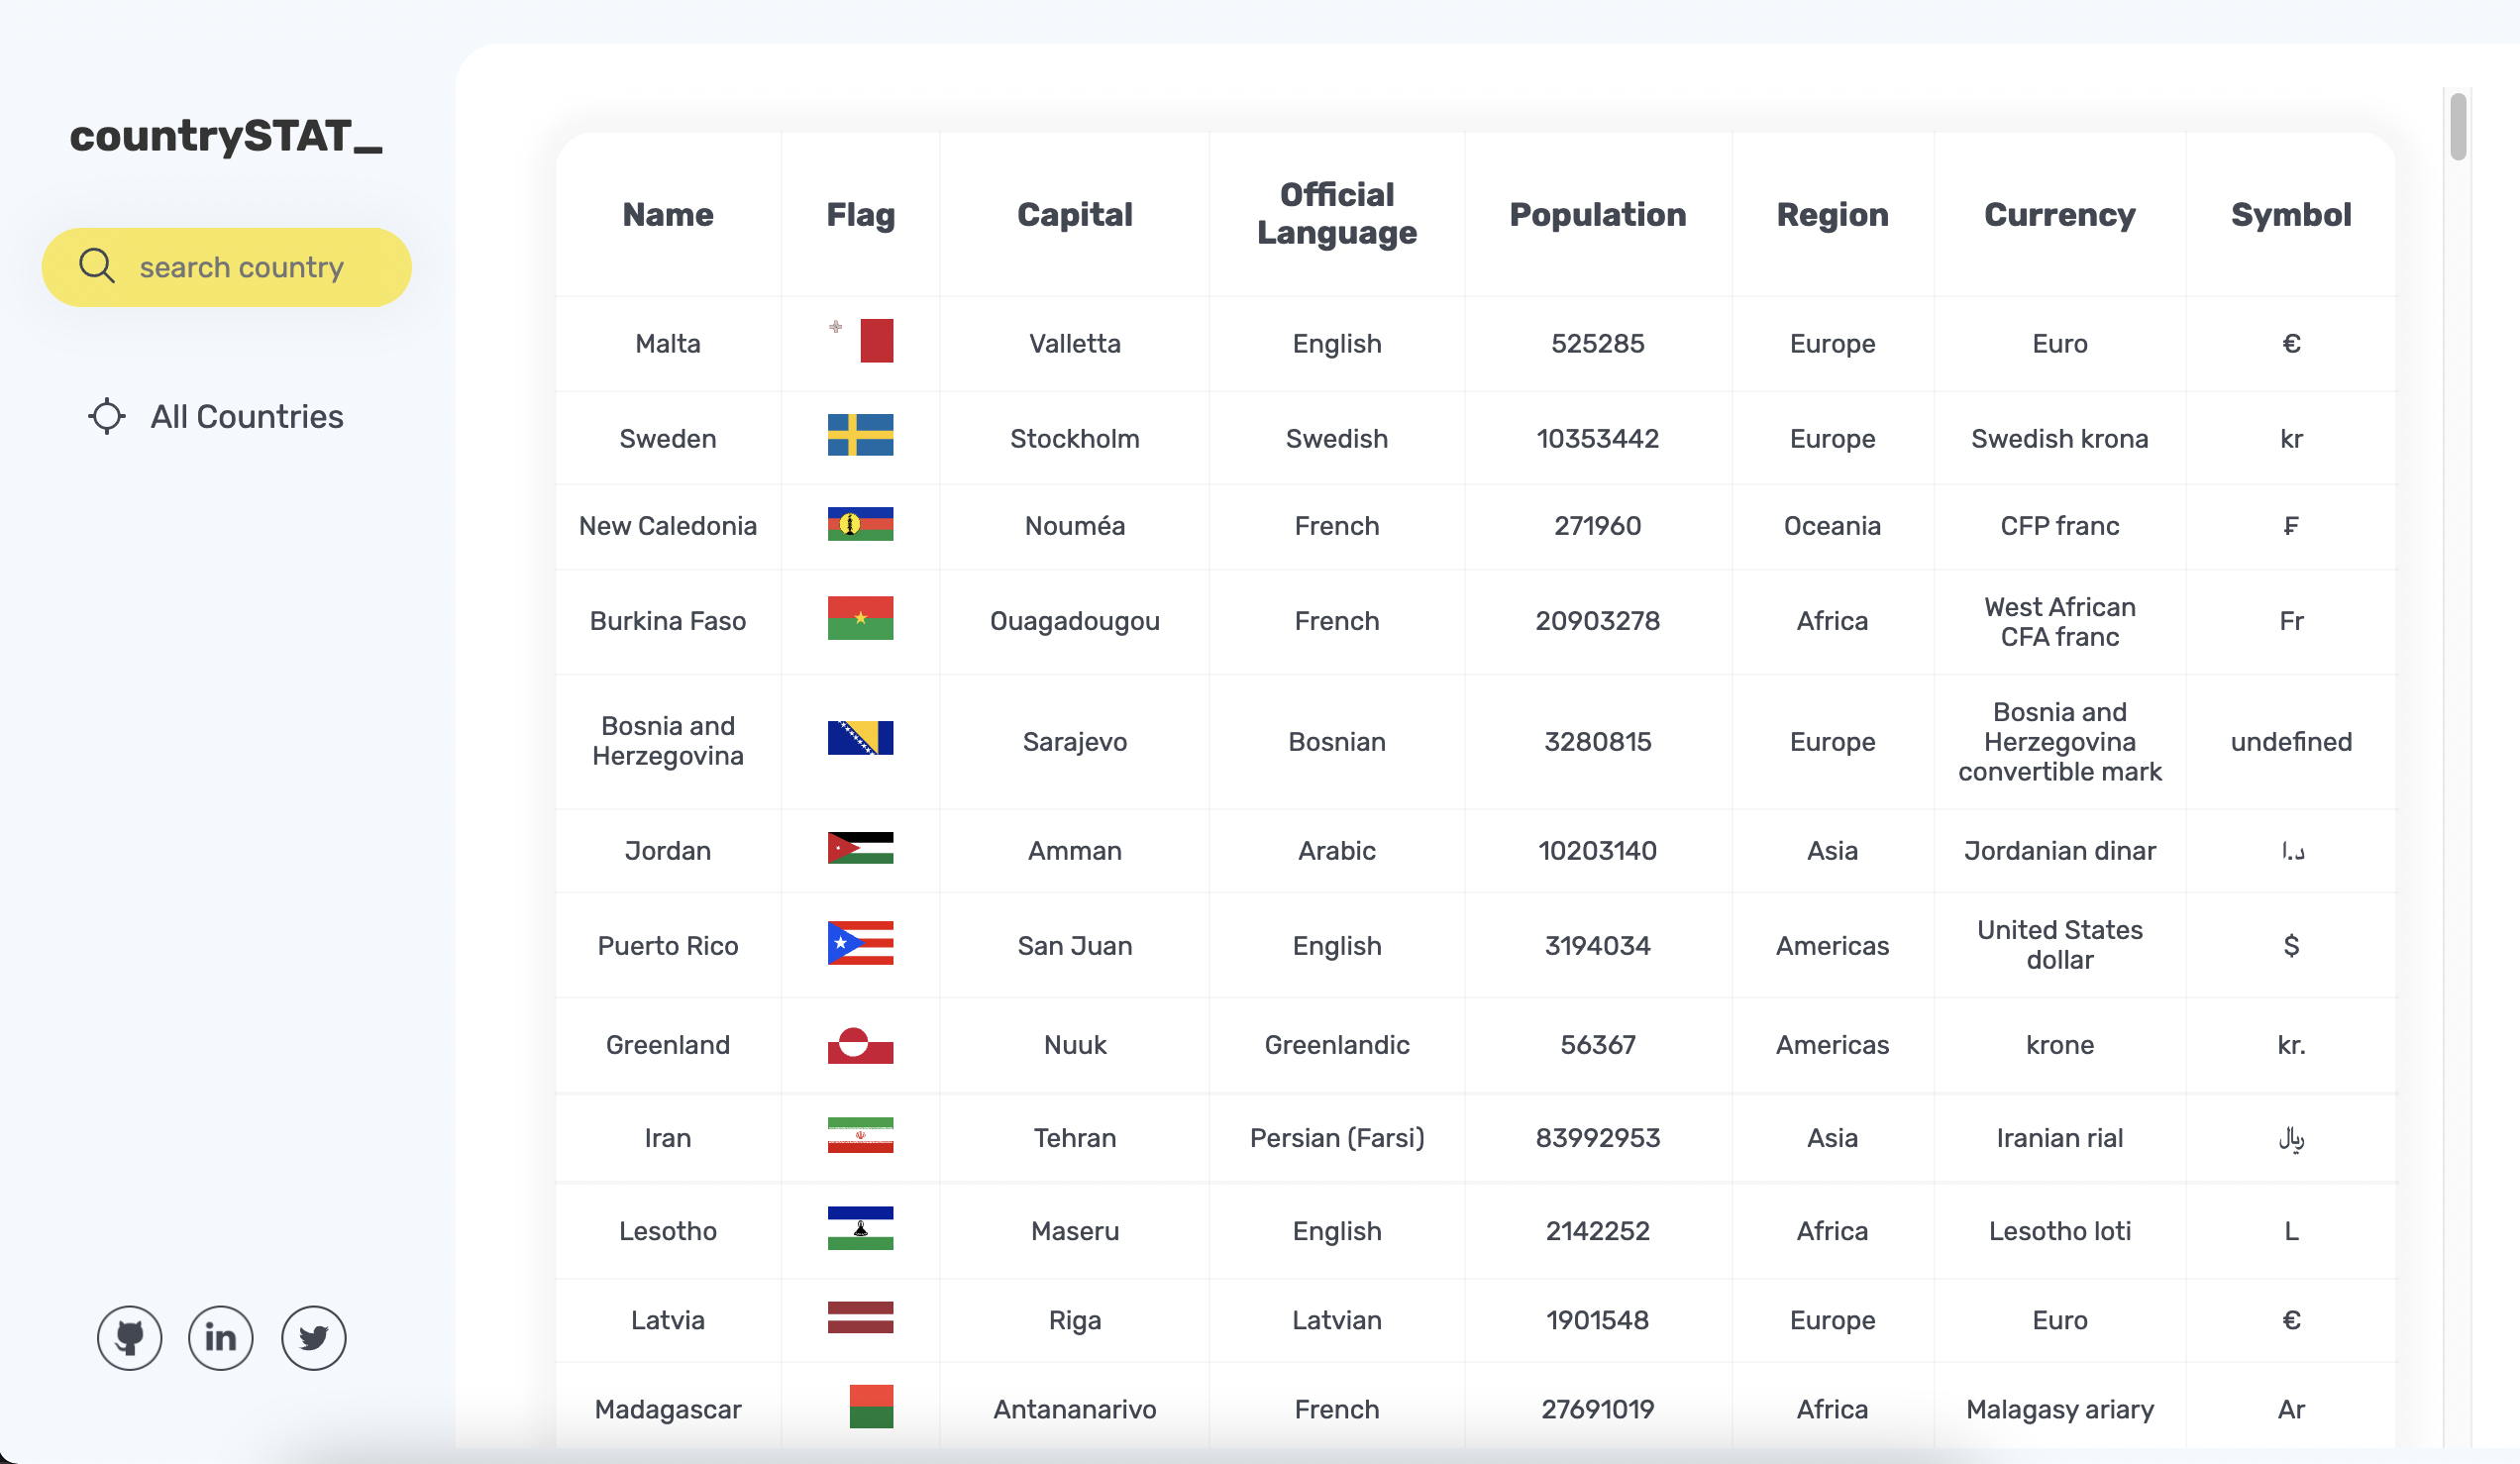 countrySTAT_
search country
All Countries
Name Flag Capital Official Language Population Region Currency Symbol
Malta Valletta English 525285 Europe Euro €
Sweden Stockholm Swedish 10353442 Europe Swedish krona kr
New Caledonia Nouméa French 271960 Oceania CFP franc ₣
Burkina Faso Ouagadougou French 20903278 Africa West African CFA franc Fr
Bosnia and Herzegovina Sarajevo Bosnian 3280815 Europe Bosnia and Herzegovina convertible mark undefined
Jordan Amman Arabic 10203140 Asia Jordanian dinar د.ا
Puerto Rico San Juan English 3194034 Americas United States dollar $
Greenland Nuuk Greenlandic 56367 Americas krone kr.
Iran Tehran Persian (Farsi) 83992953 Asia Iranian rial ﷼
Lesotho Maseru English 2142252 Africa Lesotho loti L
Latvia Riga Latvian 1901548 Europe Euro €
Madagascar Antananarivo French 27691019 Africa Malagasy ariary Ar
in